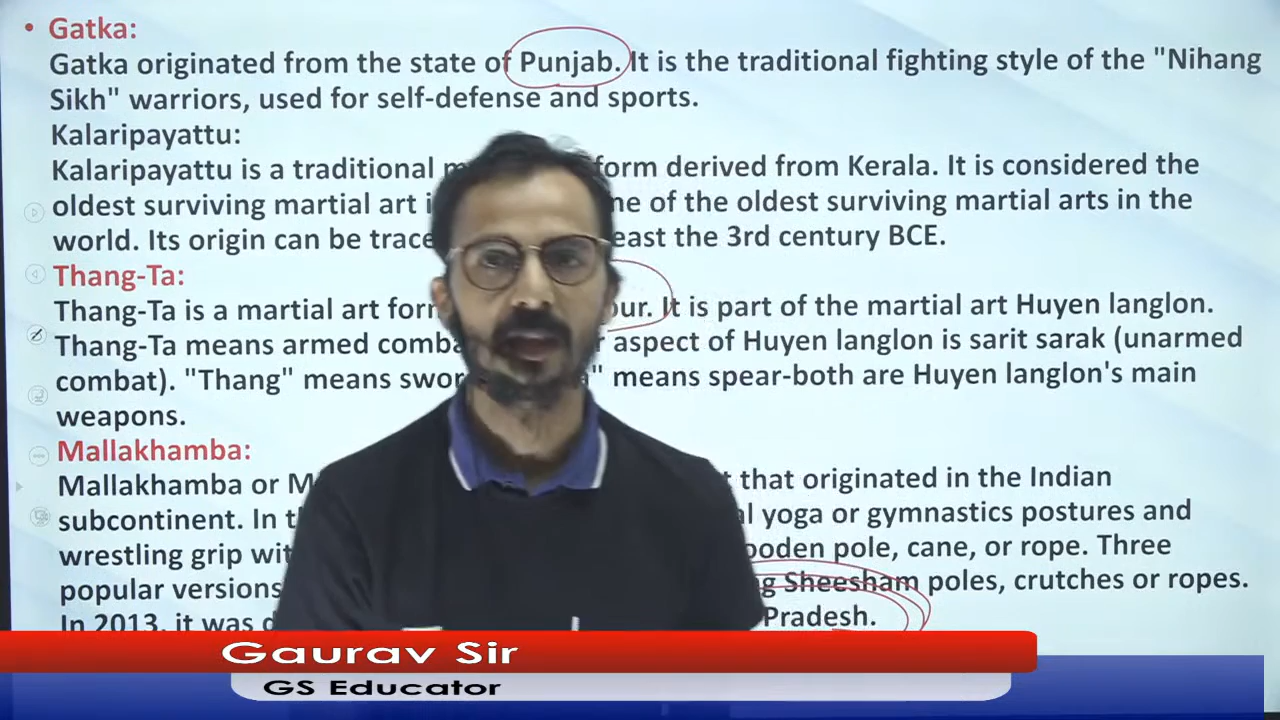 • Gatka:
Gatka originated from the state of Punjab. It is the traditional fighting style of the "Nihang
Sikh" warriors, used for self-defense and sports.
Kalaripayattu:
Kalaripayattu is a traditional form derived from Kerala. It is considered the
oldest surviving martial art of the oldest surviving martial arts in the
world. Its origin can be the 3rd century BCE.
Thang-Ta:
Thang-Ta is a martial art It is part of the martial art Huyen langlon.
Thang-Ta means armed aspect of Huyen langlon is sarit sarak (unarmed
combat). "Thang" means means spear-both are Huyen langlon's main
weapons.
Mallakhamba:
Mallakhamba or that originated in the Indian
subcontinent. In yoga or gymnastics postures and
wrestling grip pole, cane, or rope. Three
popular versions Sheesham poles, crutches or ropes.
In 2013, it was Pradesh.
Gaurav Sir
GS Educator